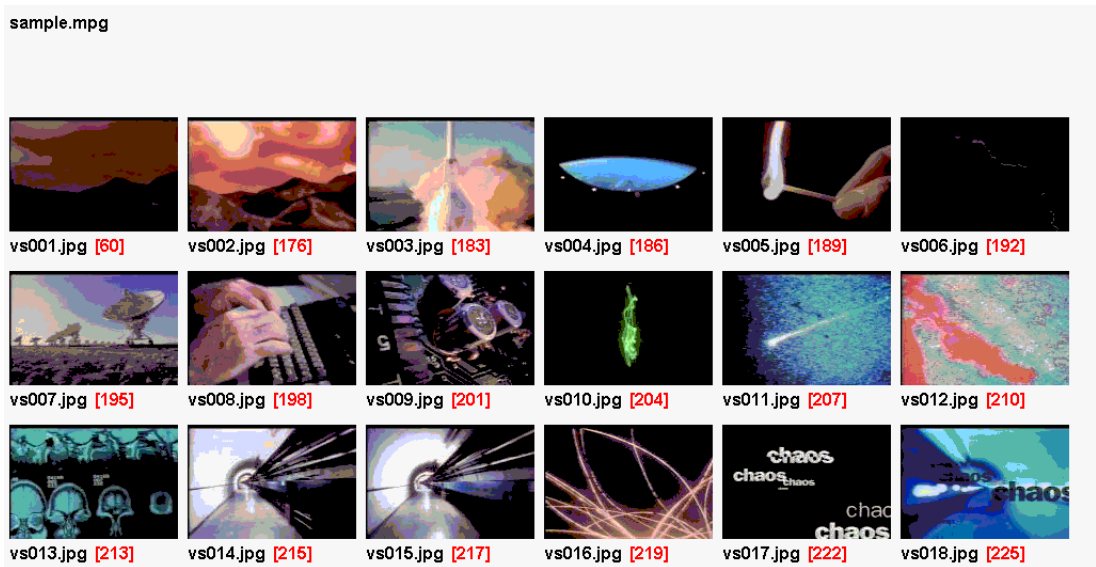 sample.mpg
vs001.jpg [60] vs002.jpg [176] vs003.jpg [183] vs004.jpg [186] vs005.jpg [189] vs006.jpg [192]
5
vs007.jpg [195] vs008.jpg [198] vs009.jpg [201] vs010.jpg [204] vs011.jpg [207] vs012.jpg [210]
chaos
chaos
chaos
chaos
chaos chaos
vs013.jpg [213] vs014.jpg [215] vs015.jpg [217] vs016.jpg [219] vs017.jpg [222] vs018.jpg [225]